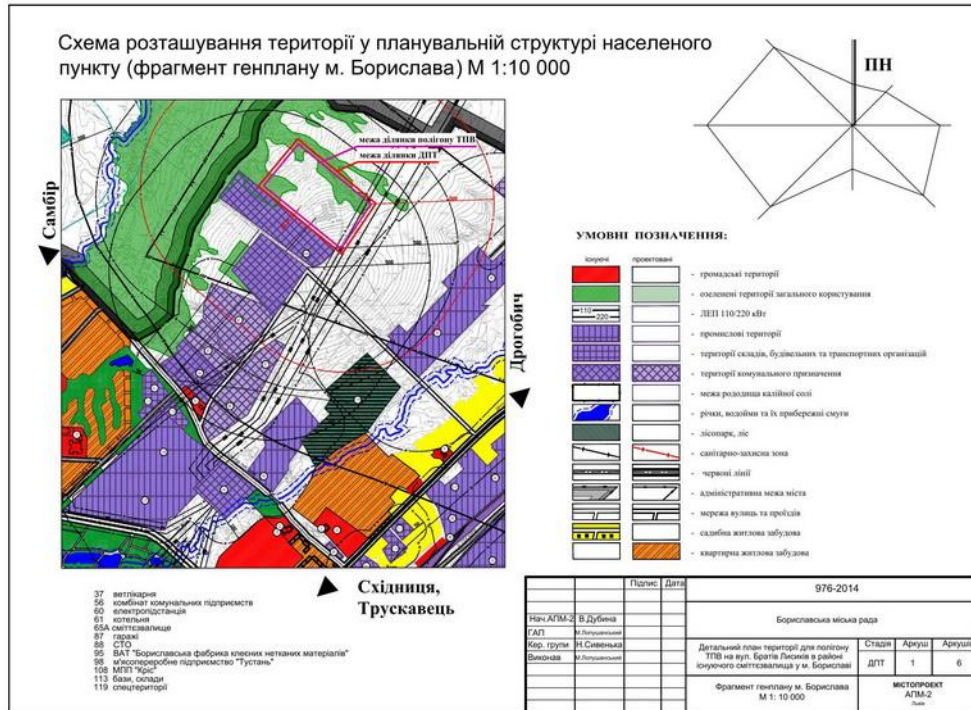 Схема розташування території у планувальній структурі населеного
пункту (фрагмент генплану м. Борислава) М 1:10 000
ПН
межа ділянки полігону ТПВ
межа ділянки ДПТ
Самбір
Дрогобич
Східниця,
Трускавець
УМОВНІ ПОЗНАЧЕННЯ:
існуючі проектовані
- громадські території
- озеленені території загального користування
110
220
- ЛЕП 110/220 кВт
- промислові території
- території складів, будівельних та транспортних організацій
- території комунального призначення
- межа рододища калійної солі
- річки, водойми та їх прибережні смуги
- лісопарк, ліс
- санітарно-захисна зона
- червоні лінії
- адміністративна межа міста
- мережа вулиць та проїздів
- садибна житлова забудова
- квартирна житлова забудова
37 ветлікарня
56 комбінат комунальних підприємств
60 електропідстанція
61 котельня
65А сміттєзвалище
87 гаражі
88 СТО
95 ВАТ "Бориславська фабрика клеєних нетканих матеріалів"
98 м'ясопереробне підприємство "Тустань"
108 МПП "Кріс"
113 бази, склади
119 спецтериторії
Підпис Дата
976-2014
Нач.АПМ-2 В.Дубина
Бориславська міська рада
ГАП М.Лопушанський
Кер. групи Н.Сивенька
Виконав М.Лопушанський
Детальний план території для полігону
ТПВ на вул. Братів Лисиків в районі
існуючого сміттєзвалища у м. Бориславі
Стадія Аркуш Аркушів
ДПТ 1 6
Фрагмент генплану м. Борислава
М 1: 10 000
МІСТОПРОЕКТ
АПМ-2
Львів